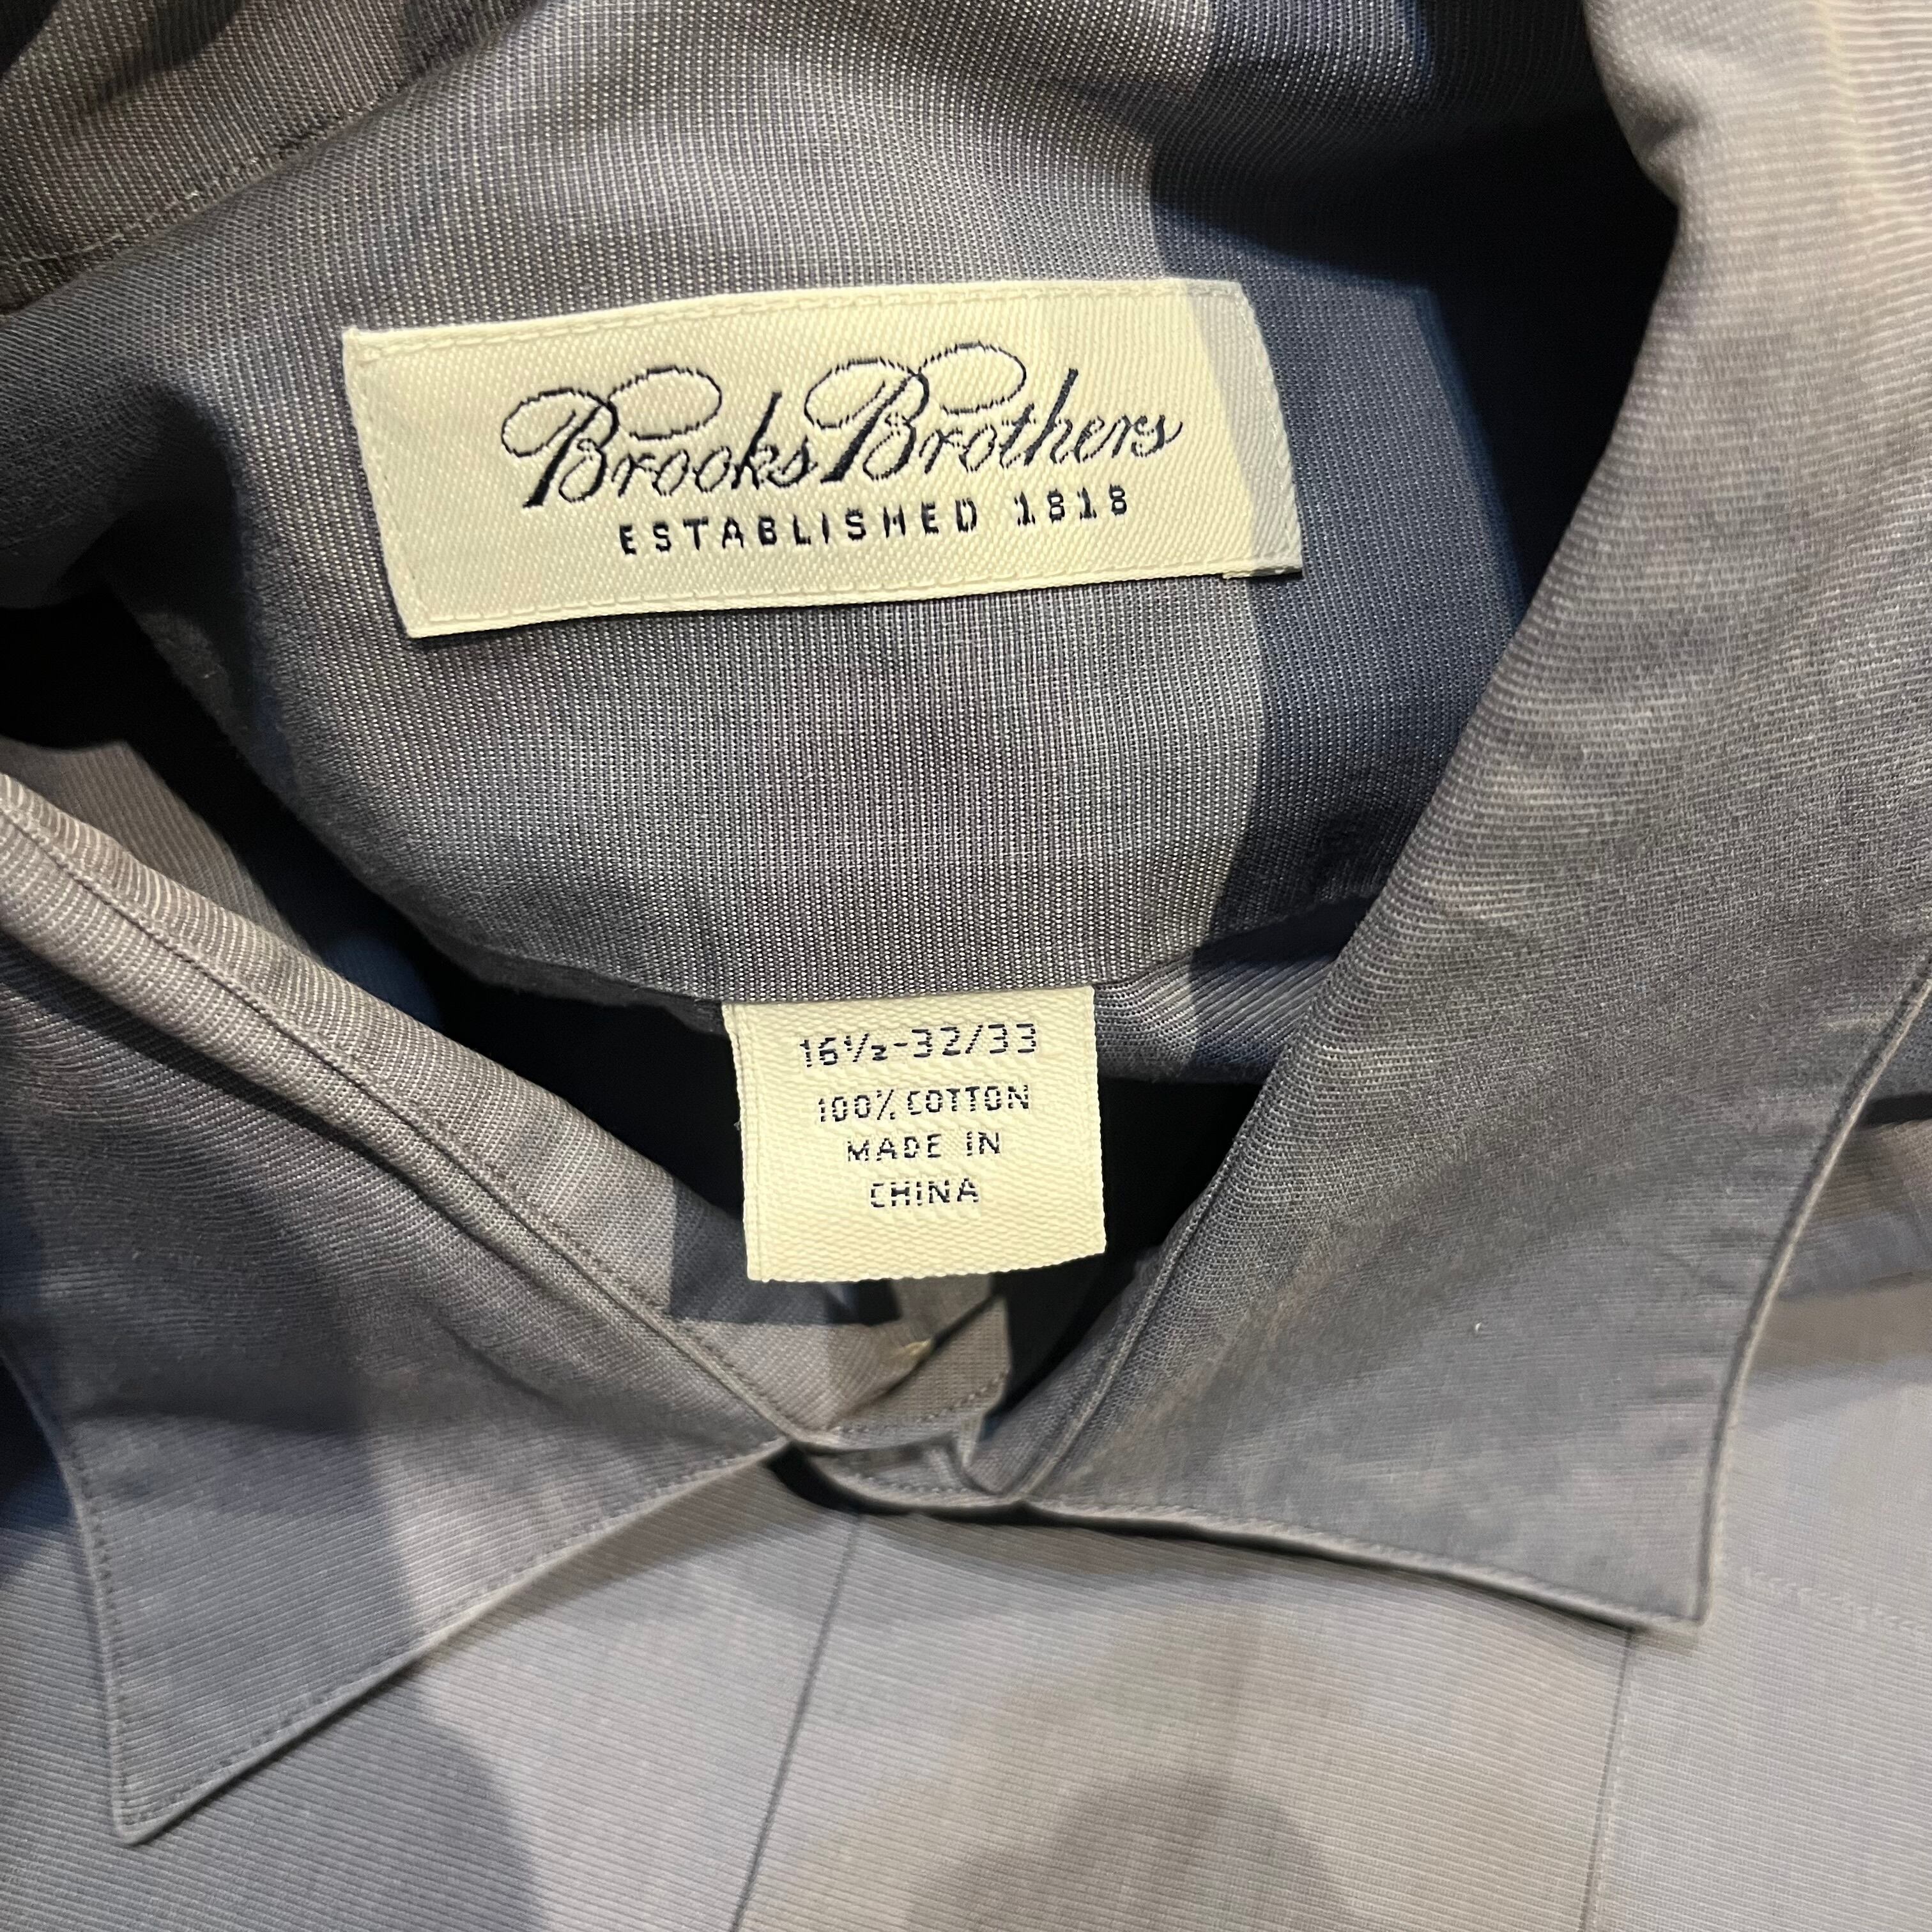 Brooks Brothers
ESTABLISHED 1818
16½-32/33
100% COTTON
MADE IN
CHINA